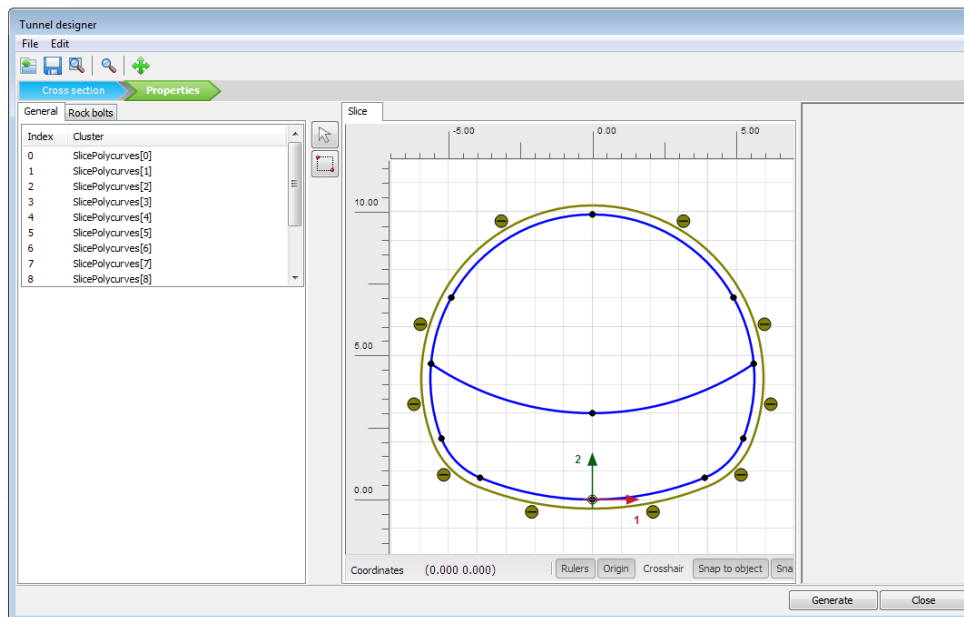 Tunnel designer
File Edit
Cross section Properties
General Rock bolts
Index Cluster
0 SlicePolycurves[0]
1 SlicePolycurves[1]
2 SlicePolycurves[2]
3 SlicePolycurves[3]
4 SlicePolycurves[4]
5 SlicePolycurves[5]
6 SlicePolycurves[6]
7 SlicePolycurves[7]
8 SlicePolycurves[8]
Slice
-5.00 0.00 5.00
10.00
5.00
0.00
2
1
Coordinates (0.000 0.000) Rulers Origin Crosshair Snap to object Sna
Generate Close